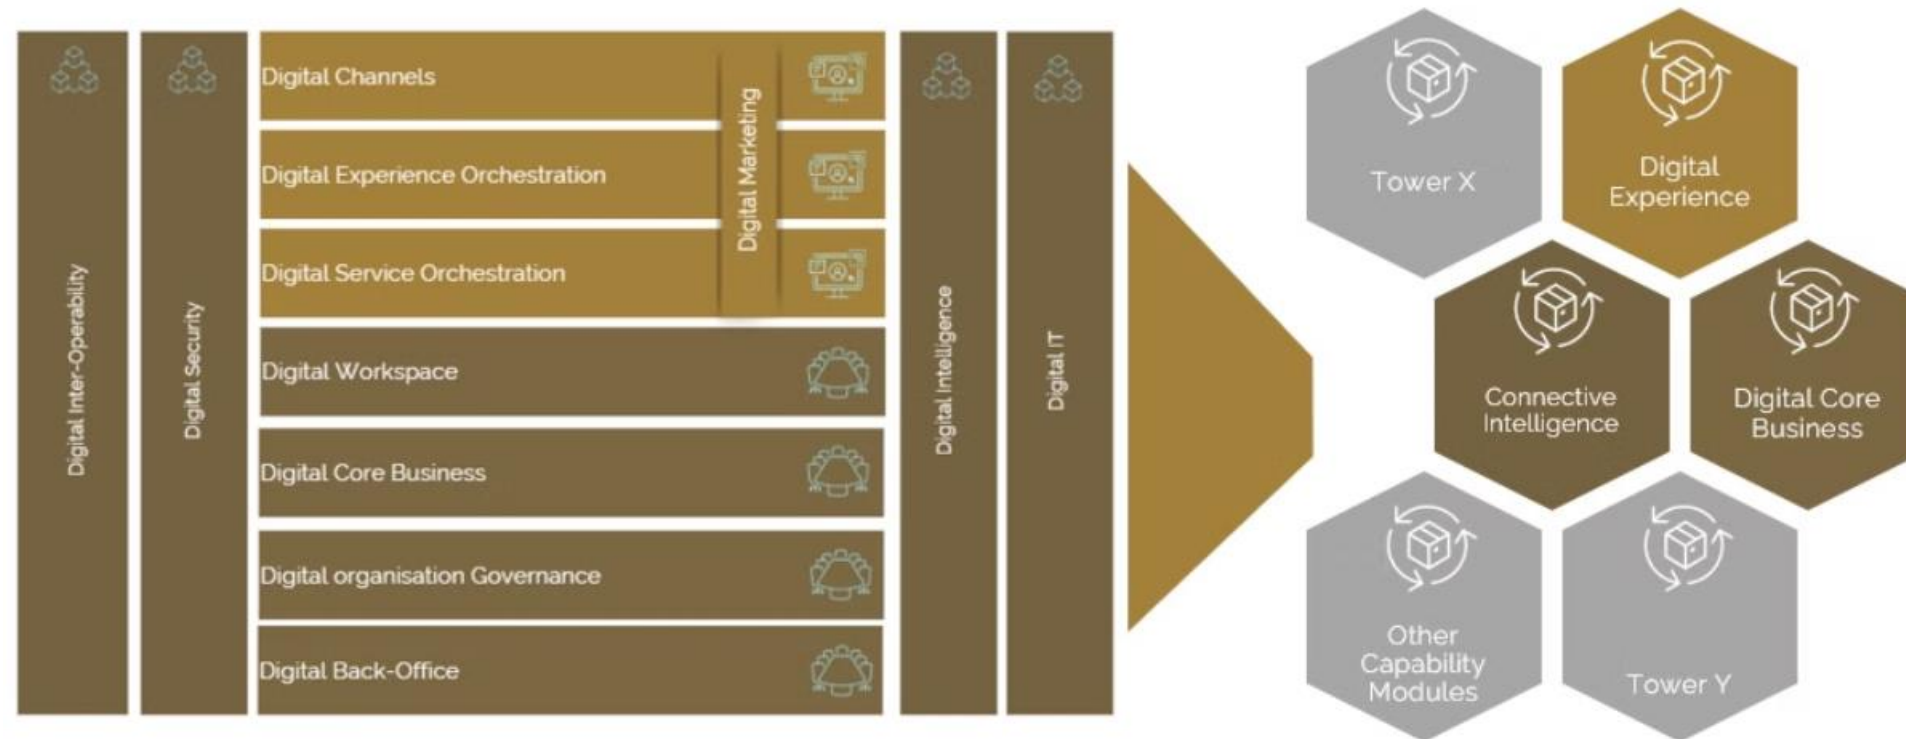 Digital Inter-Operability
Digital Security
Digital Channels
Digital Experience Orchestration
Digital Service Orchestration
Digital Marketing
Digital Workspace
Digital Core Business
Digital organisation Governance
Digital Back-Office
Digital Intelligence
Digital IT
Tower X
Digital
Experience
Connective
Intelligence
Digital Core
Business
Other
Capability
Modules
Tower Y